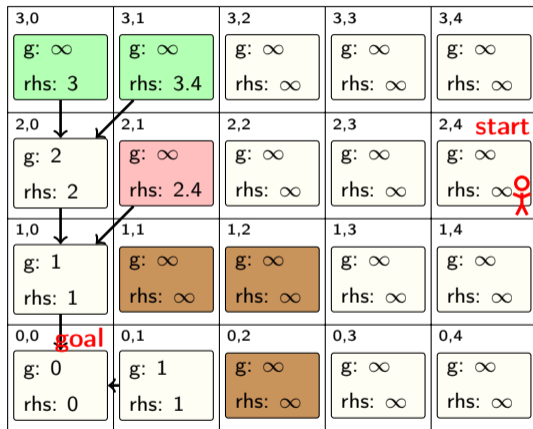 3,0 3,1 3,2 3,3 3,4
g: ∞ g: ∞ g: ∞ g: ∞ g: ∞
rhs: 3 rhs: 3.4 rhs: ∞ rhs: ∞ rhs: ∞
2,0 2,1 2,2 2,3 2,4 start
g: 2 g: ∞ g: ∞ g: ∞ g: ∞
rhs: 2 rhs: 2.4 rhs: ∞ rhs: ∞ rhs: ∞
1,0 1,1 1,2 1,3 1,4
g: 1 g: ∞ g: ∞ g: ∞ g: ∞
rhs: 1 rhs: ∞ rhs: ∞ rhs: ∞ rhs: ∞
0,0 goal 0,1 0,2 0,3 0,4
g: 0 g: 1 g: ∞ g: ∞ g: ∞
rhs: 0 rhs: 1 rhs: ∞ rhs: ∞ rhs: ∞